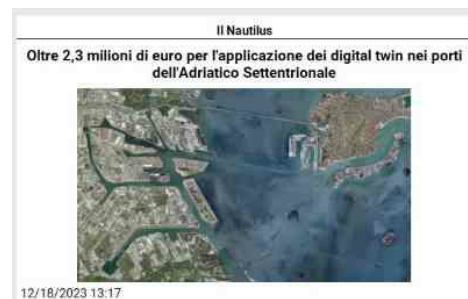 Il Nautilus
Oltre 2,3 milioni di euro per l'applicazione dei digital twin nei porti
dell'Adriatico Settentrionale
12/18/2023 13:17